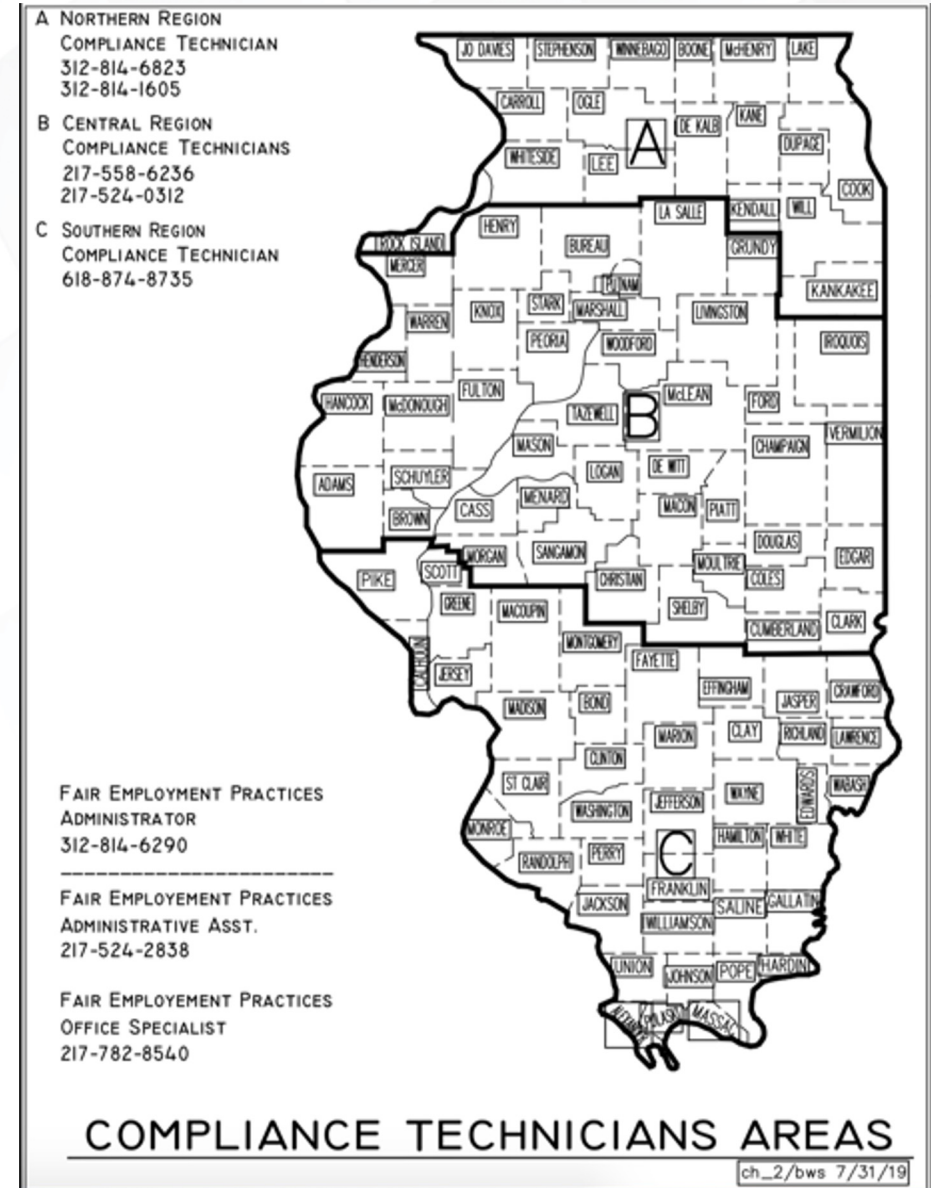 A NORTHERN REGION
COMPLIANCE TECHNICIAN
312-814-6823
312-814-1605
B CENTRAL REGION
COMPLIANCE TECHNICIANS
217-558-6236
217-524-0312
C SOUTHERN REGION
COMPLIANCE TECHNICIAN
618-874-8735
JO DAVIES STEPHENSON WINNEBAGO BOONE McHENRY LAKE
CARROLL OGLE DE KALB KANE
A
WHITESIDE LEE DUPAGE
COOK
ROCK ISLAND HENRY LA SALLE KENDALL WILL
MERCER BUREAU GRUNDY
PUTNAM KANKAKEE
WARREN KNOX STARK MARSHALL LIVINGSTON
HENDERSON PEORIA WOODFORD IROQUOIS
HANCOCK McDONOUGH FULTON TAZEWELL McLEAN FORD
B
MASON CHAMPAIGN VERMILION
ADAMS SCHUYLER LOGAN DE WITT
BROWN CASS MENARD MACON PIATT
MORGAN SANGAMON DOUGLAS EDGAR
PIKE SCOTT CHRISTIAN MOULTRIE COLES
GREENE MACOUPIN SHELBY CUMBERLAND CLARK
CALHOUN JERSEY MONTGOMERY FAYETTE
MADISON BOND EFFINGHAM JASPER CRAWFORD
CLINTON MARION CLAY RICHLAND LAWRENCE
ST CLAIR WASHINGTON JEFFERSON WAYNE EDWARDS WABASH
MONROE RANDOLPH PERRY HAMILTON WHITE
C
JACKSON FRANKLIN SALINE GALLATIN
WILLIAMSON
UNION JOHNSON POPE HARDIN
ALEXANDER PULASKI MASSAC
FAIR EMPLOYMENT PRACTICES
ADMINISTRATOR
312-814-6290
FAIR EMPLOYEMENT PRACTICES
ADMINISTRATIVE ASST.
217-524-2838
FAIR EMPLOYEMENT PRACTICES
OFFICE SPECIALIST
217-782-8540
COMPLIANCE TECHNICIANS AREAS
ch_2/bws 7/31/19